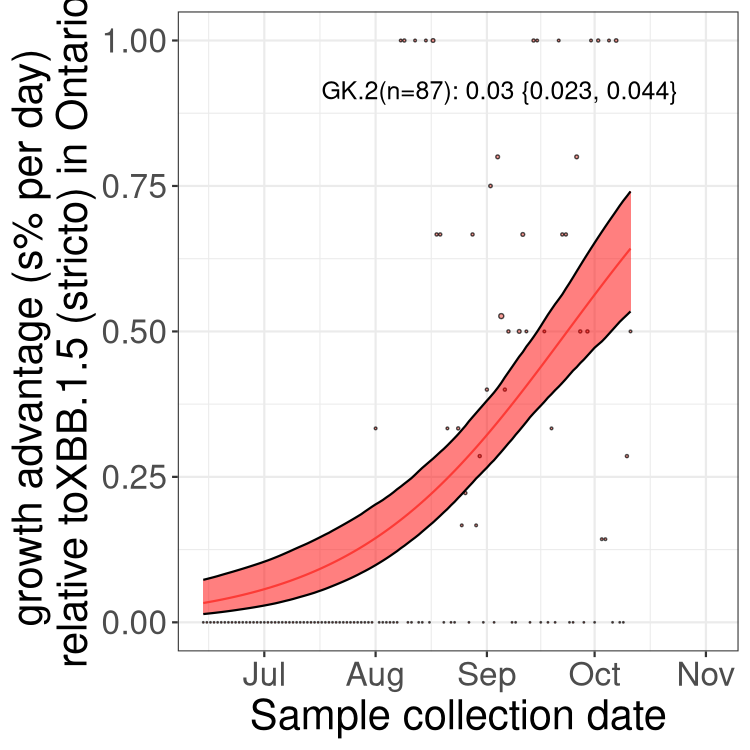 growth advantage (s% per day)
relative toXBB.1.5 (stricto) in Ontario
1.00
0.75
0.50
0.25
0.00
GK.2(n=87): 0.03 {0.023, 0.044}
Jul Aug Sep Oct Nov
Sample collection date